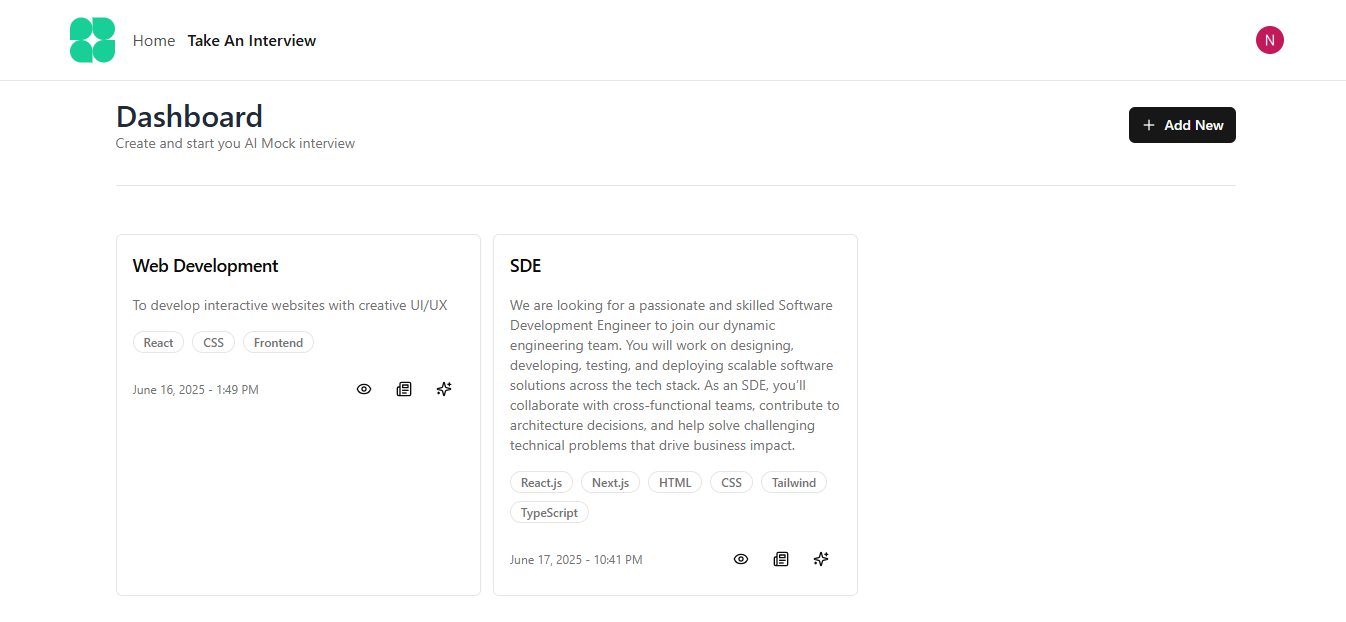 Home Take An Interview
N
Dashboard
Create and start you AI Mock interview
+ Add New
Web Development
To develop interactive websites with creative UI/UX
React CSS Frontend
June 16, 2025 - 1:49 PM
SDE
We are looking for a passionate and skilled Software
Development Engineer to join our dynamic
engineering team. You will work on designing,
developing, testing, and deploying scalable software
solutions across the tech stack. As an SDE, you'll
collaborate with cross-functional teams, contribute to
architecture decisions, and help solve challenging
technical problems that drive business impact.
React.js Next.js HTML CSS Tailwind
TypeScript
June 17, 2025 - 10:41 PM